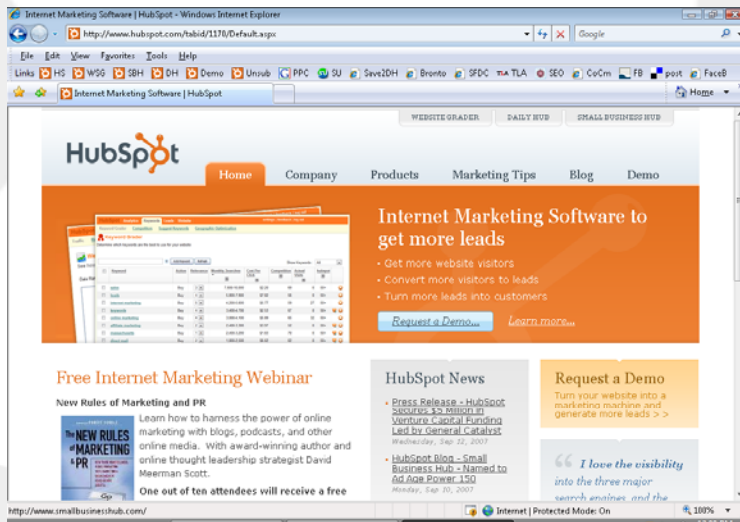 Internet Marketing Software | HubSpot - Windows Internet Explorer
http://www.hubspot.com/tabid/1178/Default.aspx
Google
File Edit View Favorites Tools Help
Links HS WSG SBH DH Demo Unsub PPC SU Save2DH Bronto SFDC TLA TLA SEO CoCm FB post FaceB
Internet Marketing Software | HubSpot
Home
WEBSITE GRADER DAILY HUB SMALL BUSINESS HUB
HubSpot
Home Company Products Marketing Tips Blog Demo
Internet Marketing Software to
get more leads
• Get more website visitors
• Convert more visitors to leads
• Turn more leads into customers
Request a Demo... Learn more...
Free Internet Marketing Webinar
New Rules of Marketing and PR
The NEW RULES
of MARKETING
& PR
Learn how to harness the power of online
marketing with blogs, podcasts, and other
online media. With award-winning author and
online thought leadership strategist David
Meerman Scott.
One out of ten attendees will receive a free
HubSpot News
• Press Release - HubSpot
Secures $5 Million in
Venture Capital Funding
Led by General Catalyst
Wednesday, Sep 12, 2007
• HubSpot Blog - Small
Business Hub - Named to
Ad Age Power 150
Monday, Sep 10, 2007
Request a Demo
Turn your website into a
marketing machine and
generate more leads > >
I love the visibility
into the three major
search engines, and the
http://www.smallbusinesshub.com/
Internet | Protected Mode: On
100%